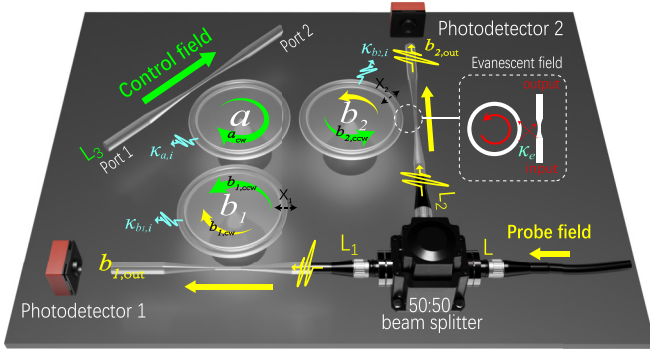 Photodetector 2
Control field
Port 2
κb2,i
b2,out
Evanescent field
output
X2
a
acw
b2
b2,ccw
κe
input
L3
Port 1
κa,i
b1,ccw
b1
X1
b1,cw
κb1,i
L2
b1,out
L1
L
Probe field
Photodetector 1
50:50
beam splitter